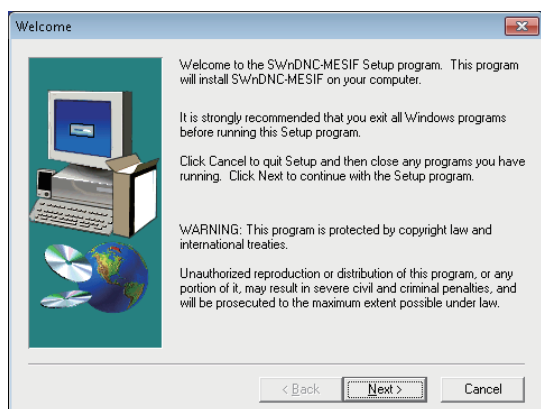 Welcome
Welcome to the SWnDNC-MESIF Setup program. This program
will install SWnDNC-MESIF on your computer.
It is strongly recommended that you exit all Windows programs
before running this Setup program.
Click Cancel to quit Setup and then close any programs you have
running. Click Next to continue with the Setup program.
WARNING: This program is protected by copyright law and
international treaties.
Unauthorized reproduction or distribution of this program, or any
portion of it, may result in severe civil and criminal penalties, and
will be prosecuted to the maximum extent possible under law.
< Back
Next >
Cancel